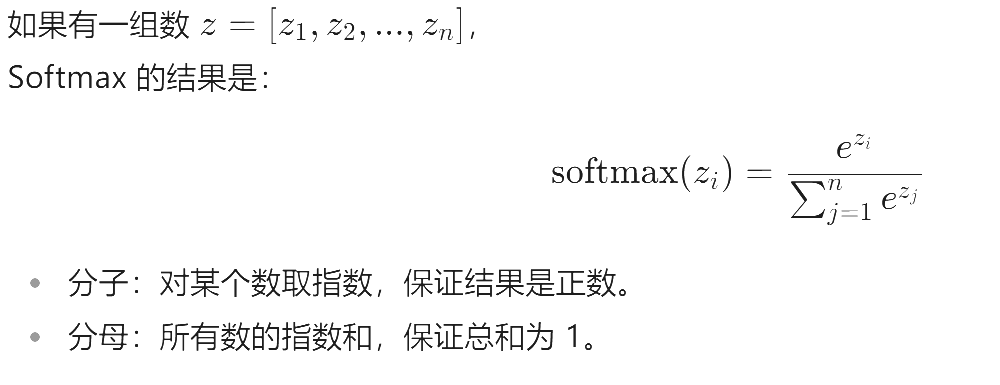 如果有一组数 z = [z₁, z₂, ..., zₙ]，
Softmax 的结果是：
softmax(zᵢ) = e^{zᵢ} / ∑_{j=1}^{n} e^{z_j}
• 分子：对某个数取指数，保证结果是正数。
• 分母：所有数的指数和，保证总和为 1。